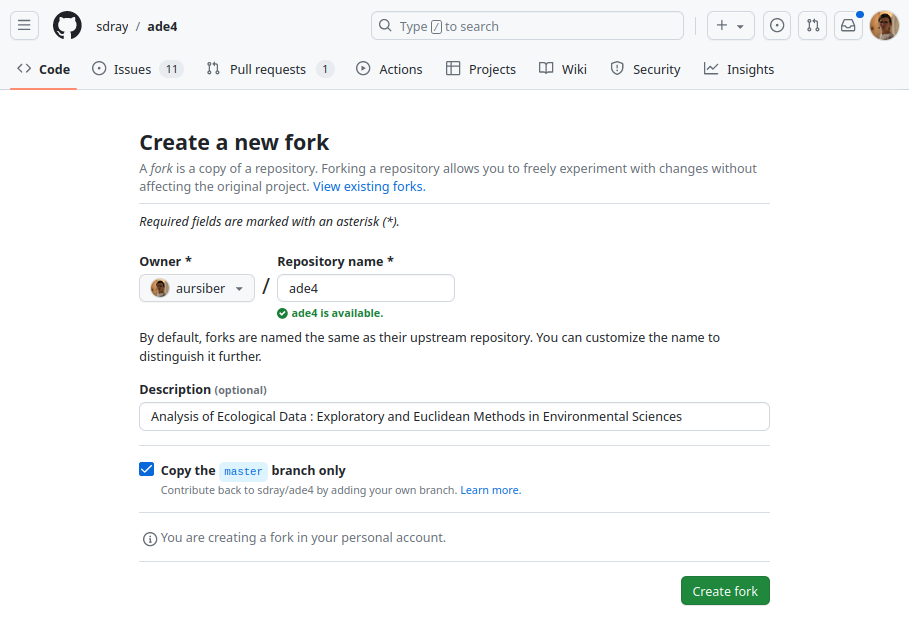 sdray / ade4
Type / to search
Code
Issues 11
Pull requests 1
Actions
Projects
Wiki
Security
Insights
Create a new fork
A fork is a copy of a repository. Forking a repository allows you to freely experiment with changes without
affecting the original project. View existing forks.
Required fields are marked with an asterisk (*).
Owner *
Repository name *
aursiber
/
ade4
ade4 is available.
By default, forks are named the same as their upstream repository. You can customize the name to
distinguish it further.
Description (optional)
Analysis of Ecological Data : Exploratory and Euclidean Methods in Environmental Sciences
Copy the master branch only
Contribute back to sdray/ade4 by adding your own branch. Learn more.
You are creating a fork in your personal account.
Create fork